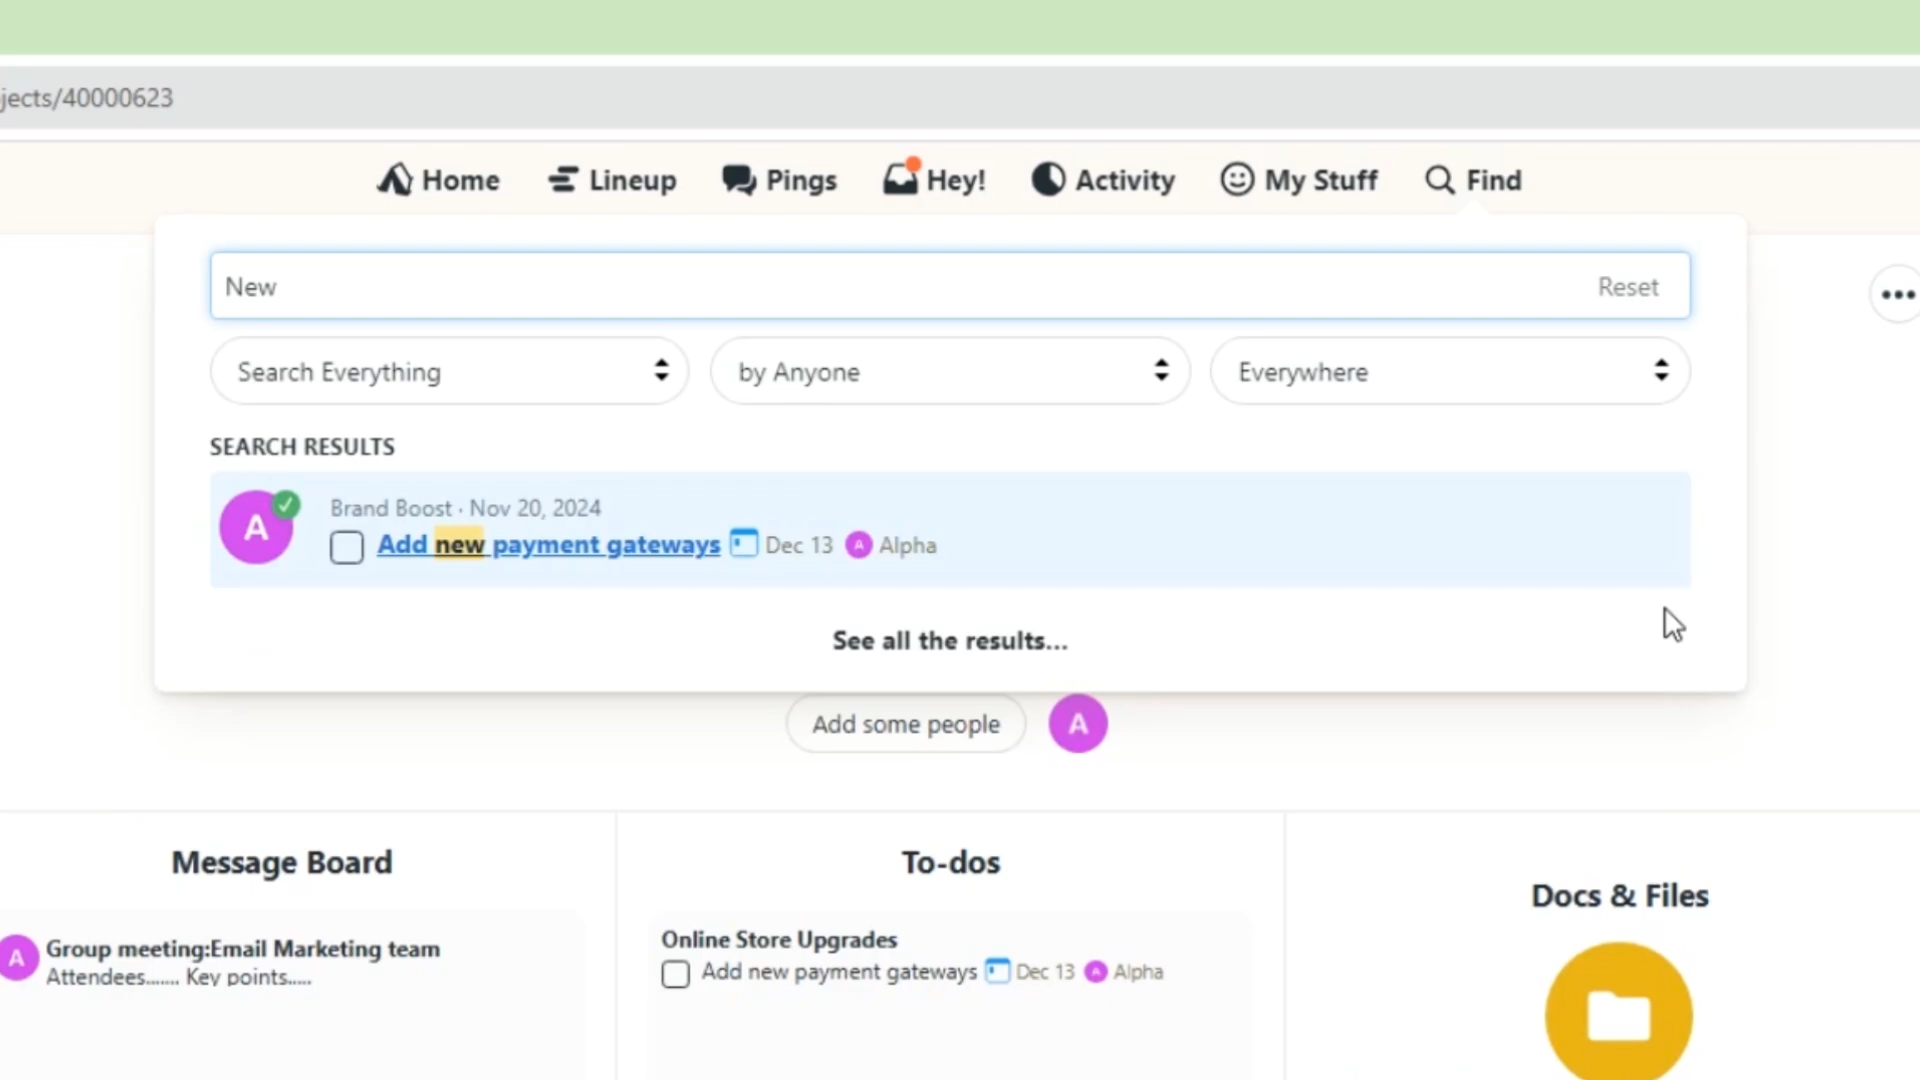 jects/40000623
Home Lineup Pings Hey! Activity My Stuff Find
New Reset
Search Everything by Anyone Everywhere
SEARCH RESULTS
A Brand Boost · Nov 20, 2024
Add new payment gateways Dec 13 A Alpha
See all the results...
Add some people A
Message Board
A Group meeting:Email Marketing team
Attendees....... Key points.....
To-dos
Online Store Upgrades
Add new payment gateways Dec 13 A Alpha
Docs & Files